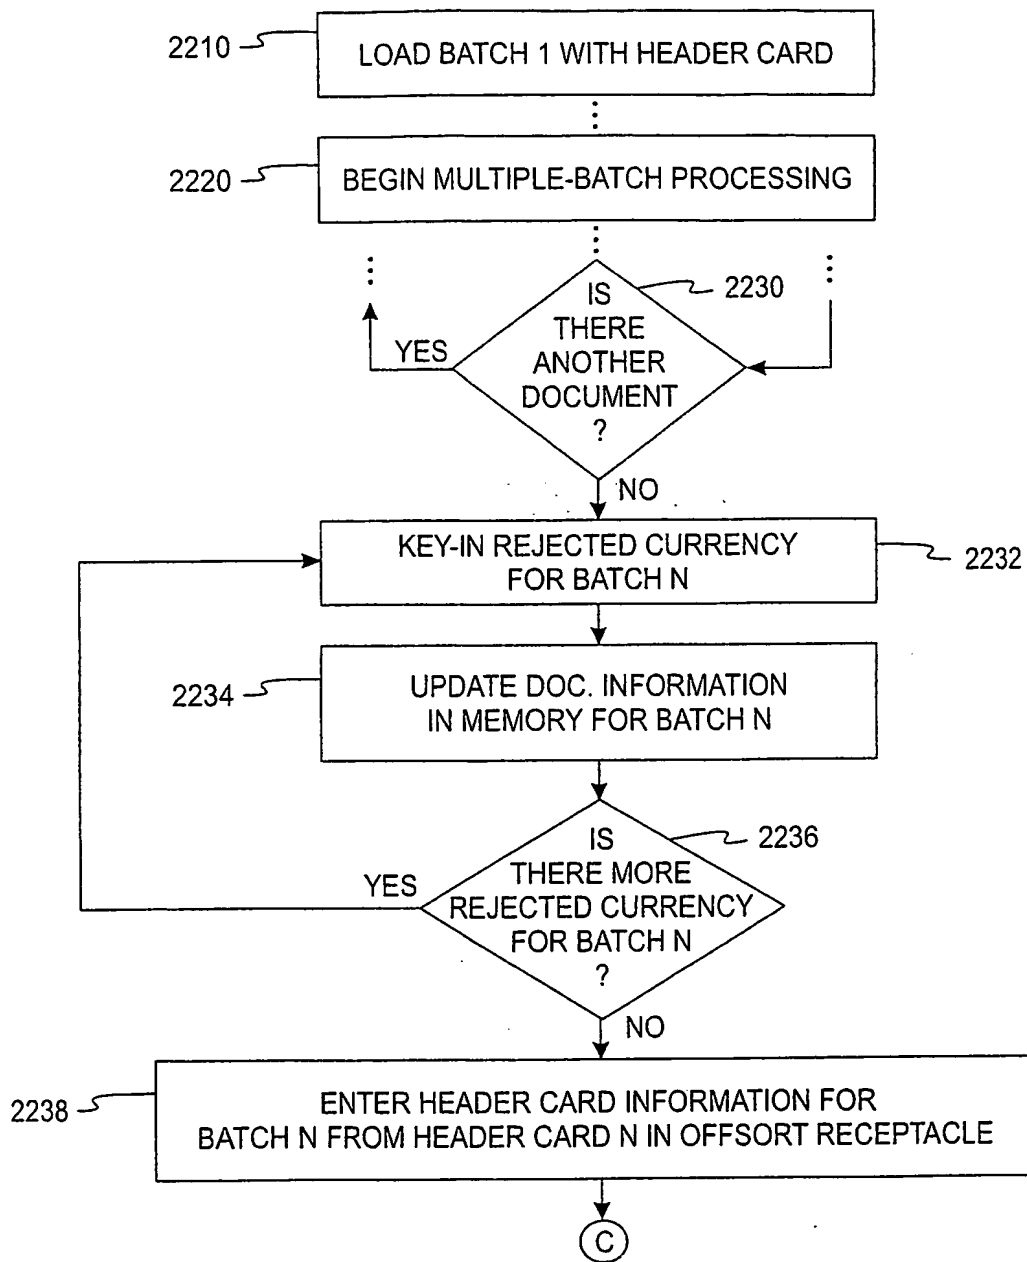 2210
LOAD BATCH 1 WITH HEADER CARD
2220
BEGIN MULTIPLE-BATCH PROCESSING
2230
IS
THERE
ANOTHER
DOCUMENT
?
YES
NO
KEY-IN REJECTED CURRENCY
FOR BATCH N
2232
2234
UPDATE DOC. INFORMATION
IN MEMORY FOR BATCH N
2236
IS
THERE MORE
REJECTED CURRENCY
FOR BATCH N
?
YES
NO
2238
ENTER HEADER CARD INFORMATION FOR
BATCH N FROM HEADER CARD N IN OFFSORT RECEPTACLE
C